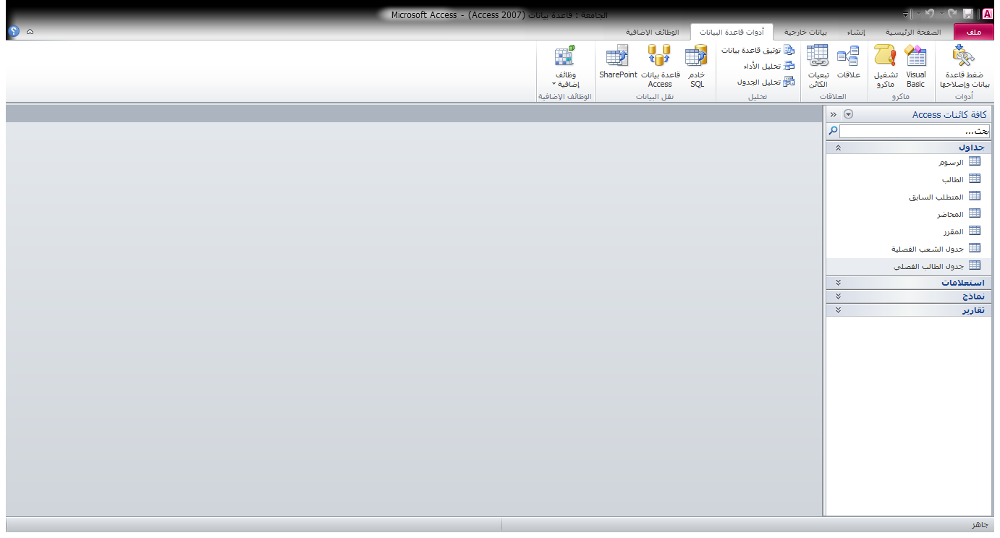 الجامعة : قاعدة بيانات (Access 2007) - Microsoft Access
ملف الصفحة الرئيسية إنشاء بيانات خارجية أدوات قاعدة البيانات الوظائف الإضافية
ضغط قاعدة بيانات وإصلاحها
أدوات
Visual Basic
تشغيل ماكرو
ماكرو
علاقات
تبعيات الكائن
العلاقات
توثيق قاعدة بيانات
تحليل الأداء
تحليل الجدول
تحليل
خادم SQL
قاعدة بيانات Access
SharePoint
نقل البيانات
وظائف إضافية
الوظائف الإضافية
كافة كائنات Access
بحث...
جداول
الرسوم
الطالب
المتطلب السابق
المحاضر
المقرر
جدول الشعب الفصلية
جدول الطالب الفصلي
استعلامات
نماذج
تقارير
جاهز